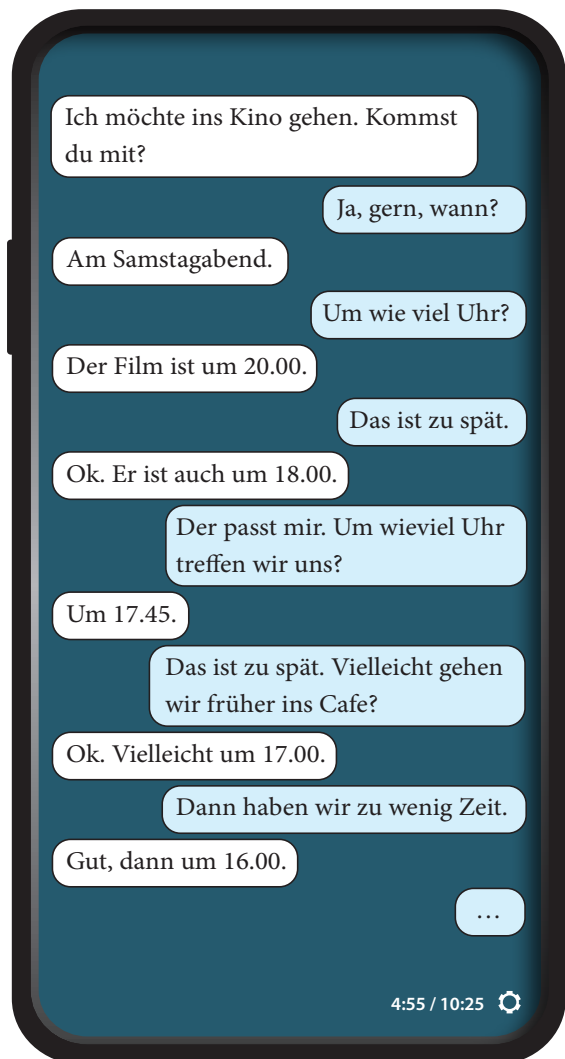 Ich möchte ins Kino gehen. Kommst
du mit?
Ja, gern, wann?
Am Samstagabend.
Um wie viel Uhr?
Der Film ist um 20.00.
Das ist zu spät.
Ok. Er ist auch um 18.00.
Der passt mir. Um wieviel Uhr
treffen wir uns?
Um 17.45.
Das ist zu spät. Vielleicht gehen
wir früher ins Cafe?
Ok. Vielleicht um 17.00.
Dann haben wir zu wenig Zeit.
Gut, dann um 16.00.
…
4:55 / 10:25